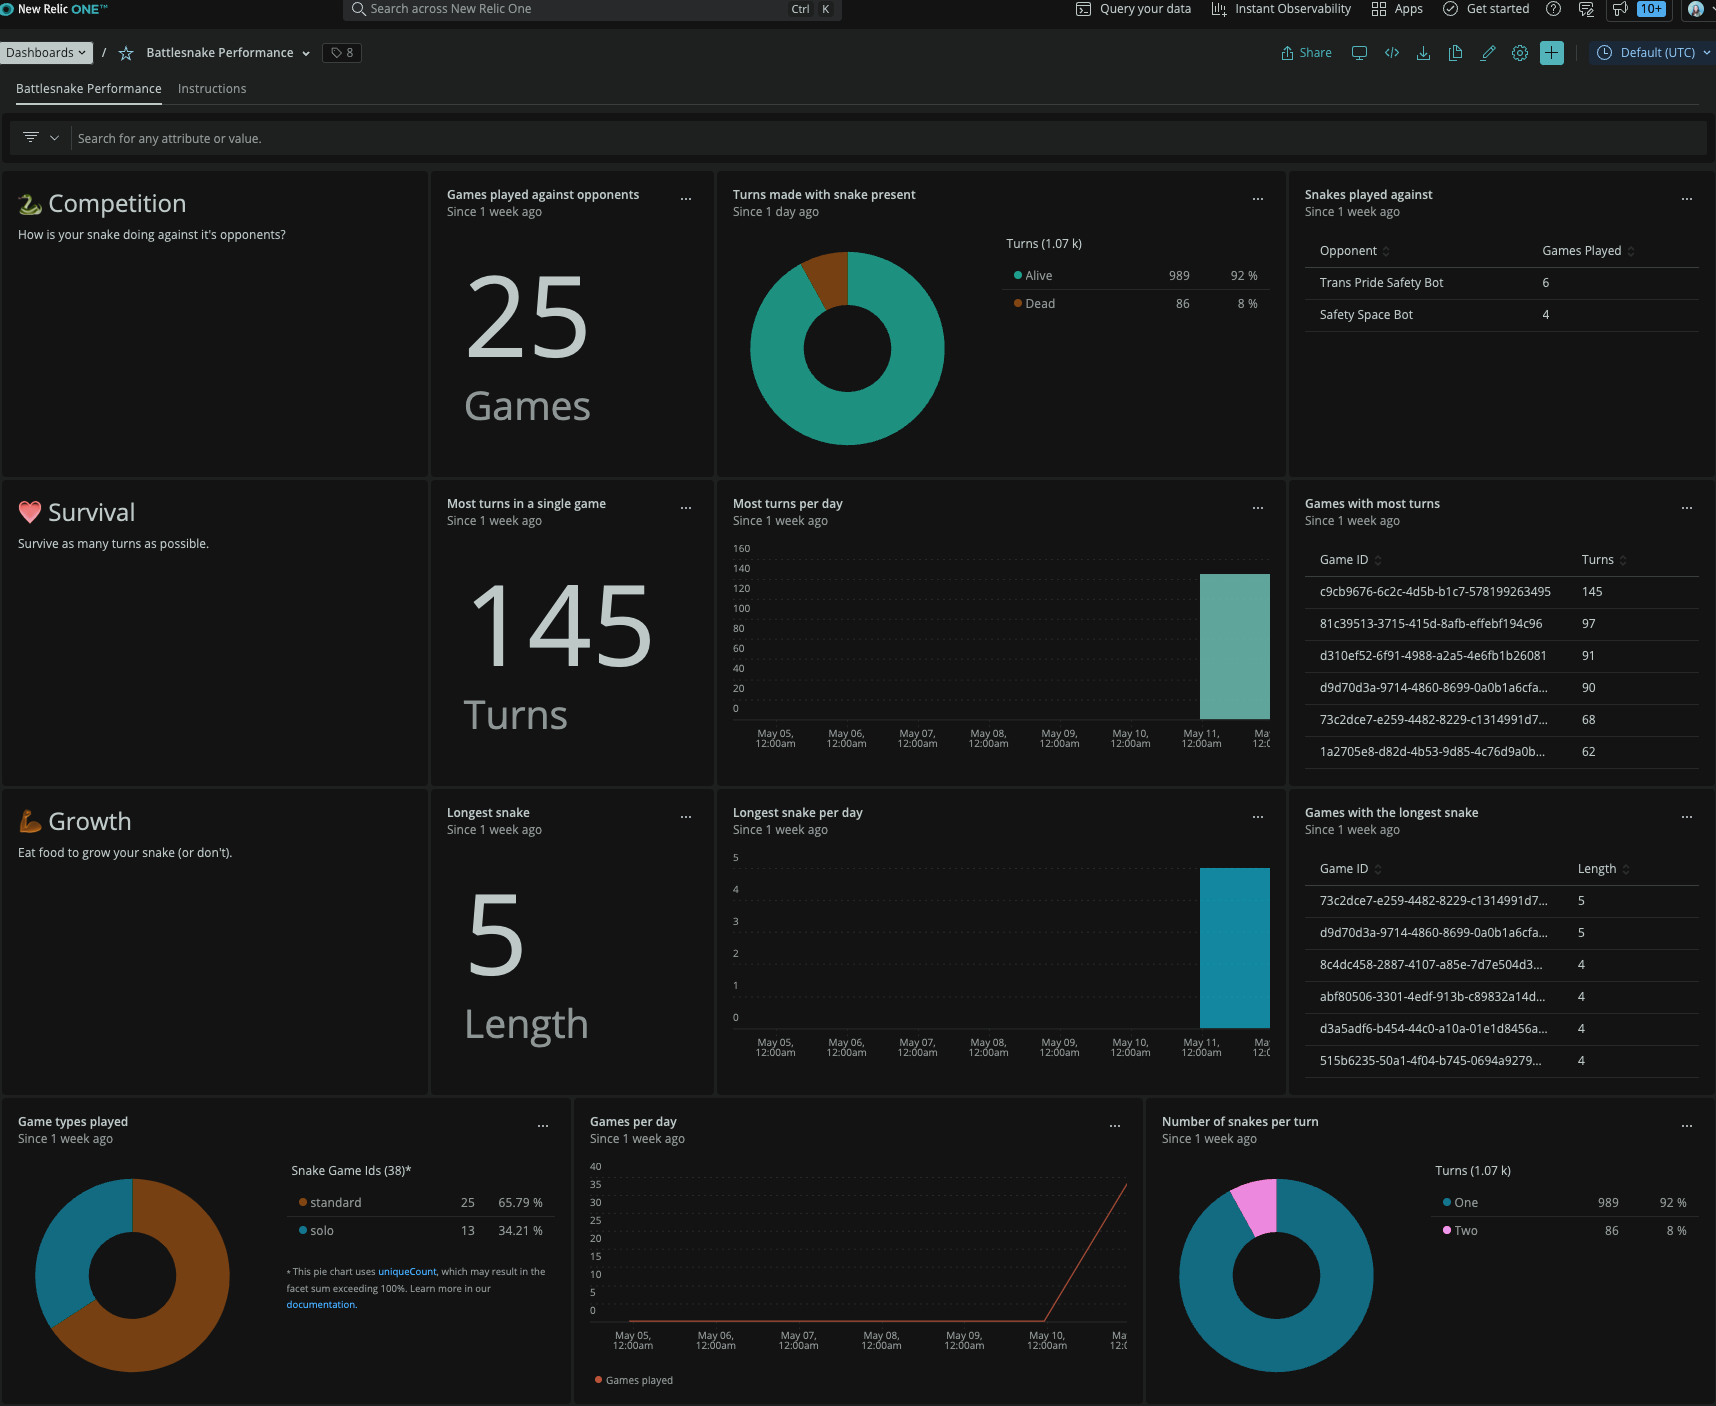 New Relic ONE™
Search across New Relic One
Ctrl K
Query your data
Instant Observability
Apps
Get started
10+
Dashboards / Battlesnake Performance 8
Share
Default (UTC)
Battlesnake Performance Instructions
Search for any attribute or value.
Competition
How is your snake doing against it's opponents?
Games played against opponents
Since 1 week ago
25
Games
Turns made with snake present
Since 1 day ago
Turns (1.07 k)
Alive 989 92 %
Dead 86 8 %
Snakes played against
Since 1 week ago
Opponent Games Played
Trans Pride Safety Bot 6
Safety Space Bot 4
Survival
Survive as many turns as possible.
Most turns in a single game
Since 1 week ago
145
Turns
Most turns per day
Since 1 week ago
160
140
120
100
80
60
40
20
0
May 05, May 06, May 07, May 08, May 09, May 10, May 11, Ma
12:00am 12:00am 12:00am 12:00am 12:00am 12:00am 12:00am 12:0
Games with most turns
Since 1 week ago
Game ID Turns
c9cb9676-6c2c-4d5b-b1c7-578199263495 145
81c39513-3715-415d-8afb-effebf194c96 97
d310ef52-6f91-4988-a2a5-4e6fb1b26081 91
d9d70d3a-9714-4860-8699-0a0b1a6cfa... 90
73c2dce7-e259-4482-8229-c1314991d7... 68
1a2705e8-d82d-4b53-9d85-4c76d9a0b... 62
Growth
Eat food to grow your snake (or don't).
Longest snake
Since 1 week ago
5
Length
Longest snake per day
Since 1 week ago
5
4
3
2
1
0
May 05, May 06, May 07, May 08, May 09, May 10, May 11, Ma
12:00am 12:00am 12:00am 12:00am 12:00am 12:00am 12:00am 12:0
Games with the longest snake
Since 1 week ago
Game ID Length
73c2dce7-e259-4482-8229-c1314991d7... 5
d9d70d3a-9714-4860-8699-0a0b1a6cfa... 5
8c4dc458-2887-4107-a85e-7d7e504d3... 4
abf80506-3301-4edf-913b-c89832a14d... 4
d3a5adf6-b454-44c0-a10a-01e1d8456a... 4
515b6235-50a1-4f04-b745-0694a9279... 4
Game types played
Since 1 week ago
Snake Game Ids (38)*
standard 25 65.79 %
solo 13 34.21 %
* This pie chart uses uniqueCount, which may result in the
facet sum exceeding 100%. Learn more in our
documentation.
Games per day
Since 1 week ago
40
35
30
25
20
15
10
5
0
May 05, May 06, May 07, May 08, May 09, May 10, Ma
12:00am 12:00am 12:00am 12:00am 12:00am 12:00am 12:0
Games played
Number of snakes per turn
Since 1 week ago
Turns (1.07 k)
One 989 92 %
Two 86 8 %